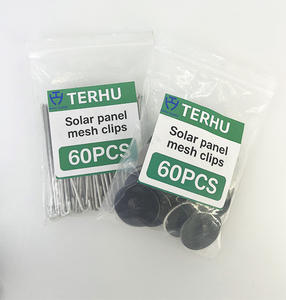 TERHU
Solar panel
mesh clips
60PCS
TERHU
Solar panel
mesh clips
60PCS